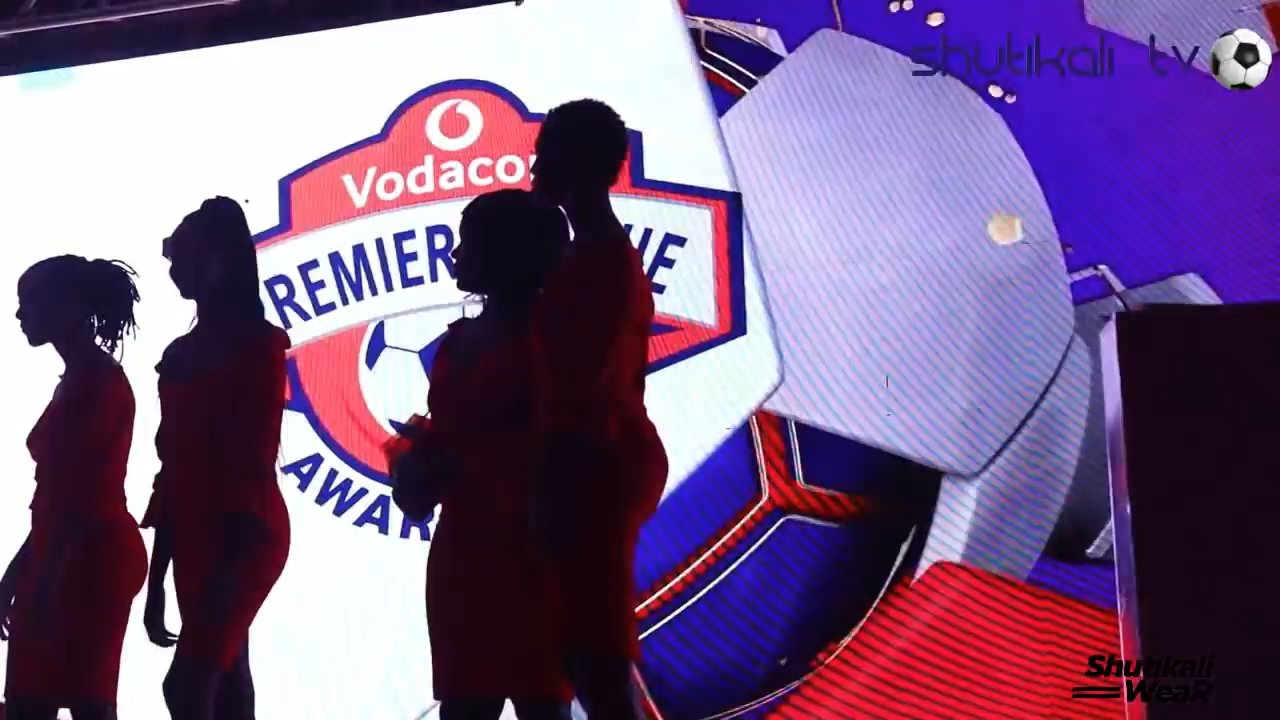 shutikali tv
Vodaco
REMIER UE
AWAR
Shutikali
WeaR